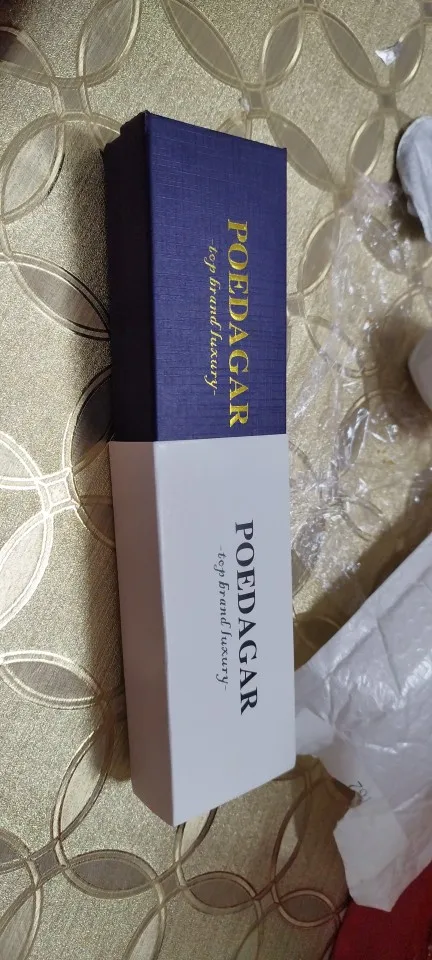 POEDAGAR
-top brand luxury-
POEDAGAR
-top brand luxury-